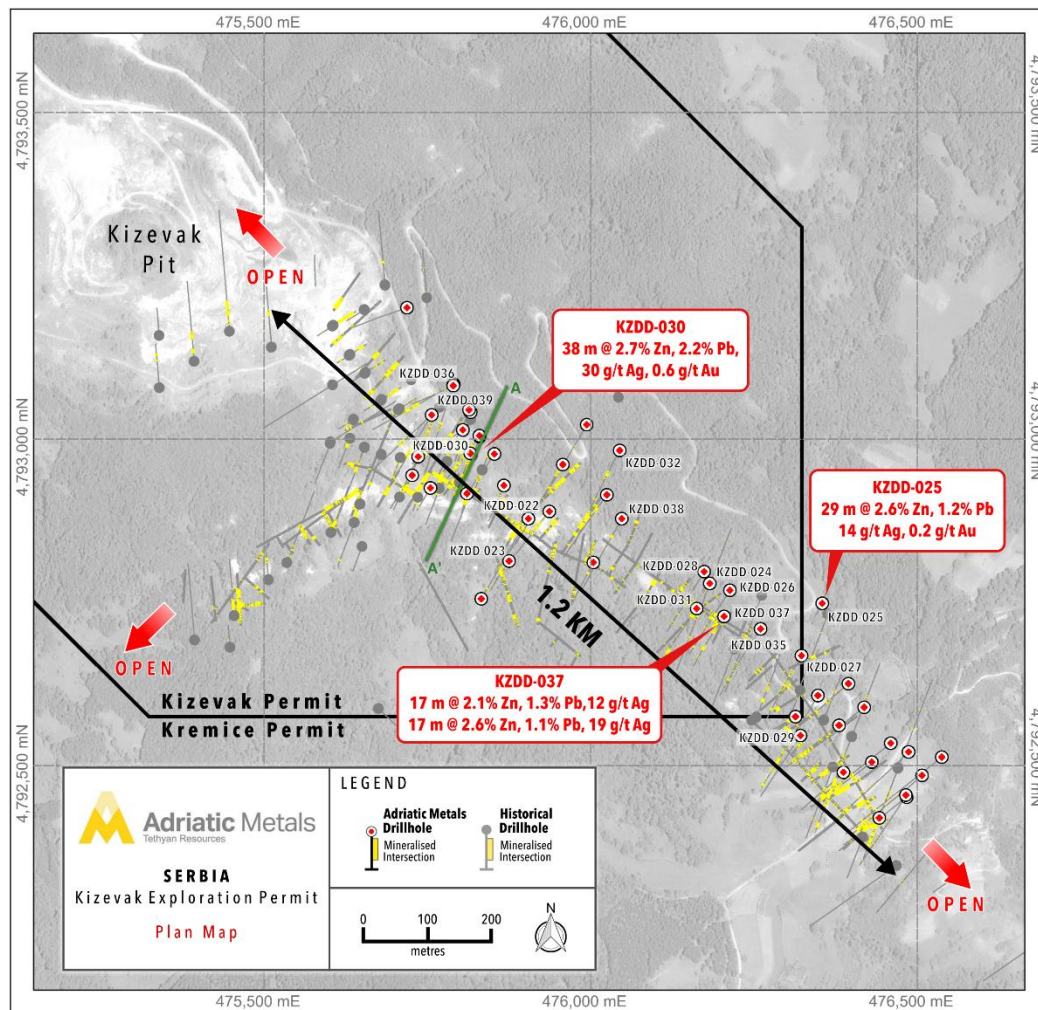 475,500 mE
476,000 mE
476,500 mE
4,793,500 mN
4,793,500 mN
Kizevak
Pit
OPEN
KZDD-030
38 m @ 2.7% Zn, 2.2% Pb,
30 g/t Ag, 0.6 g/t Au
KZDD-036
A
KZDD-039
4,793,000 mN
4,793,000 mN
KZDD-030
KZDD-032
KZDD-025
29 m @ 2.6% Zn, 1.2% Pb
14 g/t Ag, 0.2 g/t Au
KZDD-022
KZDD-038
KZDD-023
A'
KZDD-028
KZDD-024
KZDD-026
KZDD-031
KZDD-037
KZDD-025
1.2 KM
KZDD-035
OPEN
KZDD-027
KZDD-037
17 m @ 2.1% Zn, 1.3% Pb,12 g/t Ag
17 m @ 2.6% Zn, 1.1% Pb, 19 g/t Ag
Kizevak Permit
Kremice Permit
KZDD-029
4,792,500 mN
4,792,500 mN
Adriatic Metals
Tethyan Resources
SERBIA
Kizevak Exploration Permit
Plan Map
LEGEND
Adriatic Metals
Drillhole
Mineralised
Intersection
Historical
Drillhole
Mineralised
Intersection
0 100 200
metres
N
OPEN
475,500 mE
476,000 mE
476,500 mE